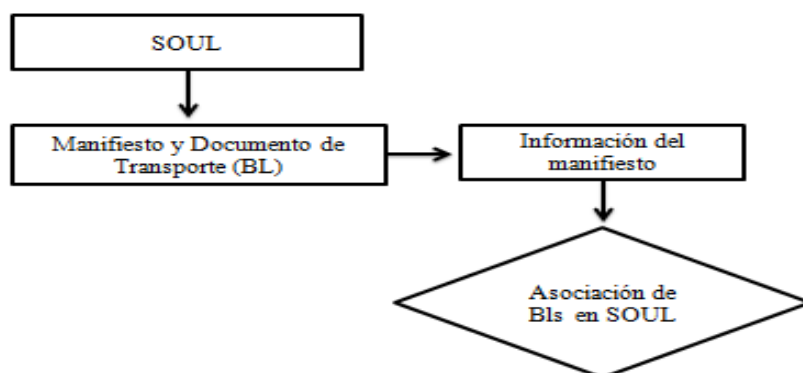 SOUL
Manifiesto y Documento de
Transporte (BL)
Información del
manifiesto
Asociación de
Bls en SOUL